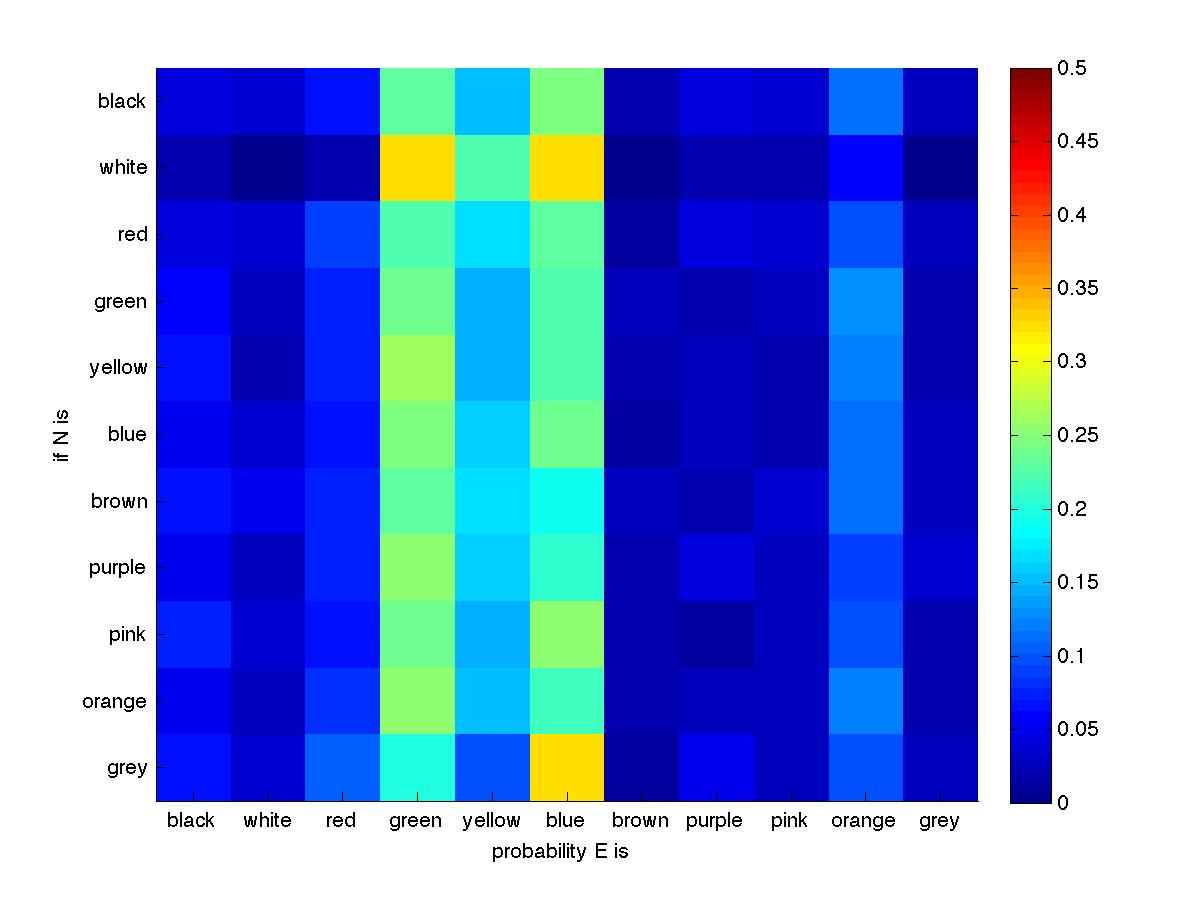 black
white
red
green
yellow
blue
brown
purple
pink
orange
grey
if N is
black white red green yellow blue brown purple pink orange grey
probability E is
0.5
0.45
0.4
0.35
0.3
0.25
0.2
0.15
0.1
0.05
0